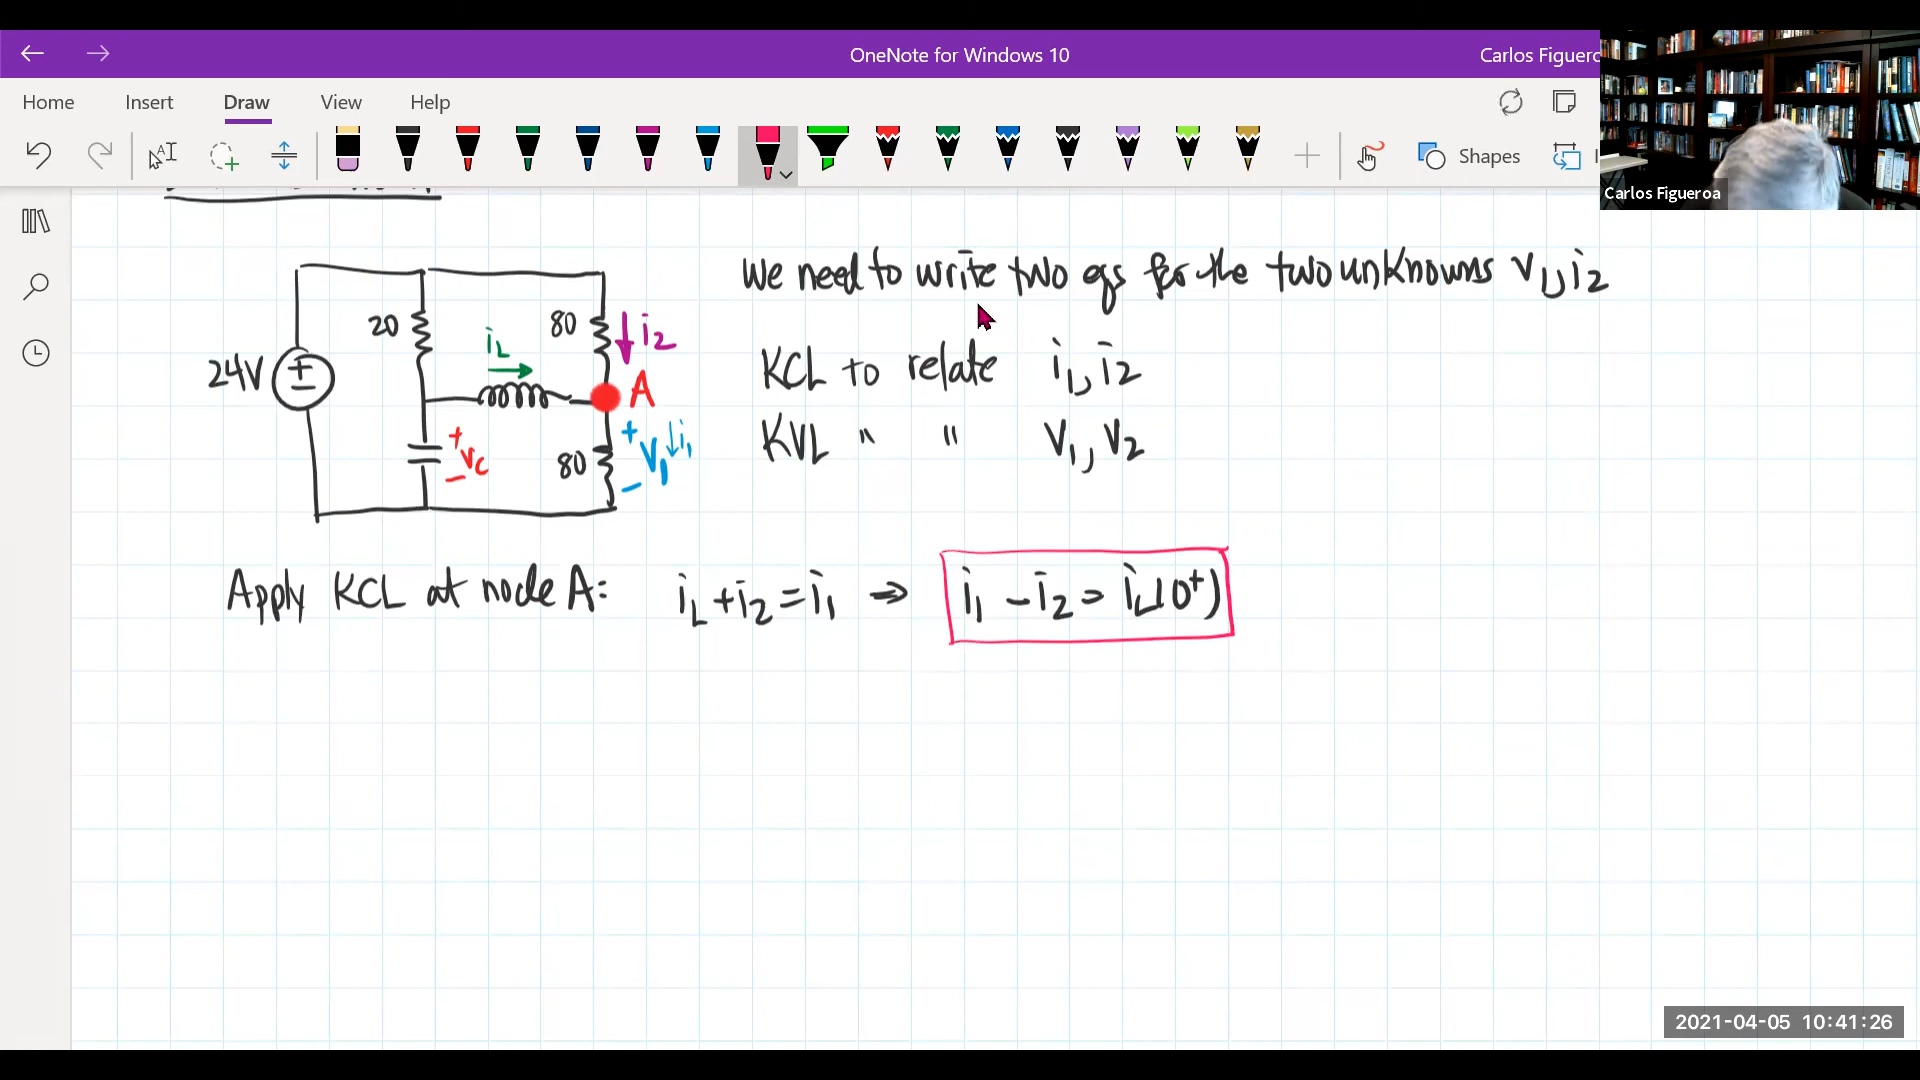 OneNote for Windows 10
Carlos Figuero
Home Insert Draw View Help
Shapes
Carlos Figueroa
We need to write two eqs for the two unknowns v1, i2
20
80
iL
i2
24V
+
-
A
KCL to relate i1, i2
+
vc
-
80
+
v1
-
i1
KVL " " v1, v2
Apply KCL at node A: iL + i2 = i1 ⇒ i1 - i2 = iL(0+)
2021-04-05 10:41:26